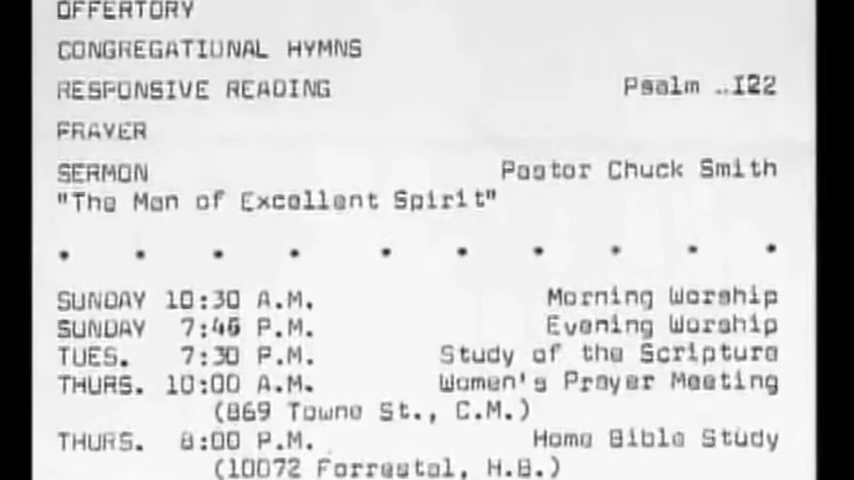 OFFERTORY
CONGREGATIONAL HYMNS
RESPONSIVE READING Psalm ..122
PRAYER
SERMON Pastor Chuck Smith
"The Man of Excellent Spirit"
SUNDAY 10:30 A.M. Morning Worship
SUNDAY 7:45 P.M. Evening Worship
TUES. 7:30 P.M. Study of the Scripture
THURS. 10:00 A.M. Women's Prayer Meeting
(869 Towne St., C.M.)
THURS. 8:00 P.M. Home Bible Study
(10072 Forrestal, H.B.)